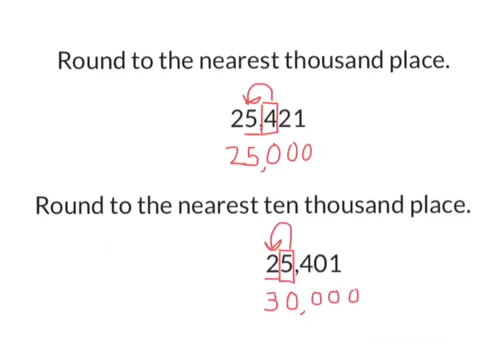 Round to the nearest thousand place.
25,421
25,000
Round to the nearest ten thousand place.
25,401
30,000